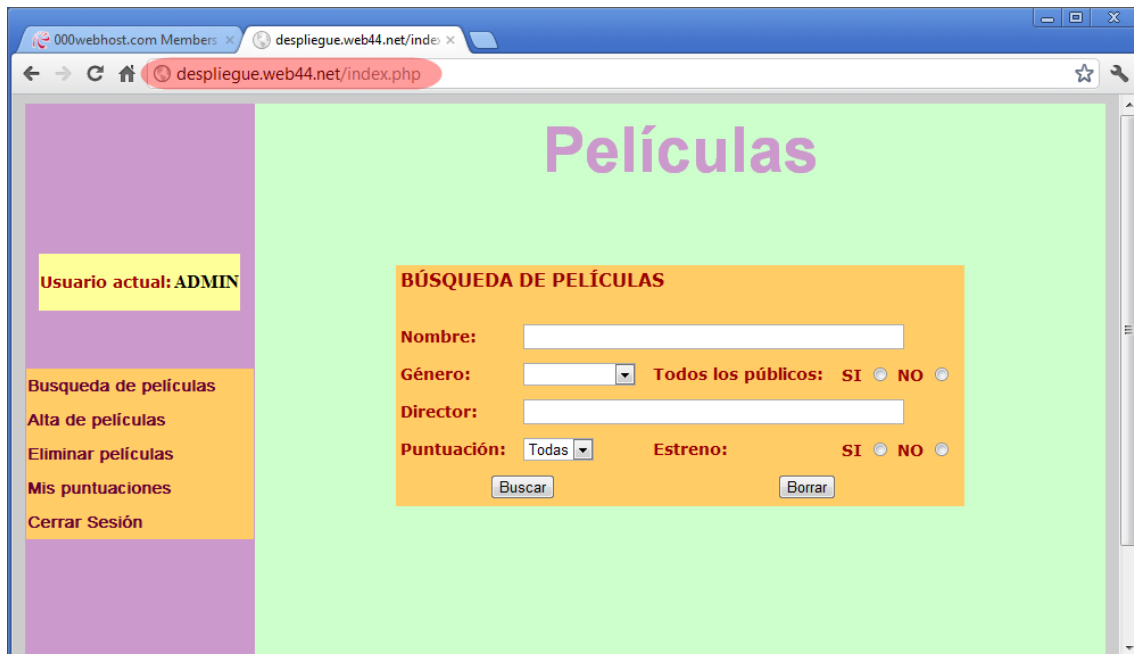 000webhost.com Members
despliegue.web44.net/inde
despliegue.web44.net/index.php
Películas
Usuario actual: ADMIN
Busqueda de películas
Alta de películas
Eliminar películas
Mis puntuaciones
Cerrar Sesión
BÚSQUEDA DE PELÍCULAS
Nombre:
Género: Todos los públicos: SI NO
Director:
Puntuación: Todas Estreno: SI NO
Buscar Borrar